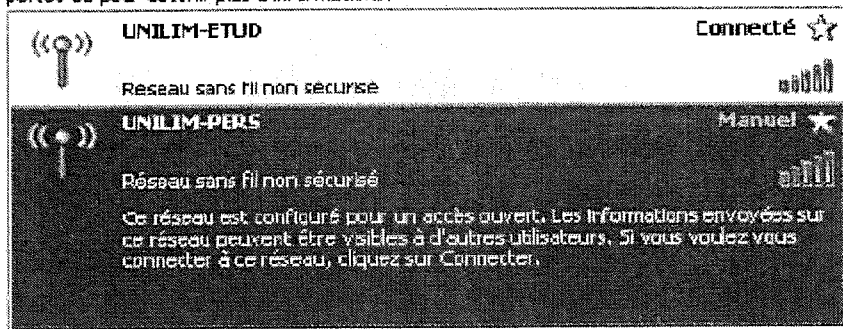 UNILIM-ETUD Connecté
Réseau sans fil non sécurisé
UNILIM-PERS Manuel
Réseau sans fil non sécurisé
Ce réseau est configuré pour un accès ouvert. Les informations envoyées sur
ce réseau peuvent être visibles à d'autres utilisateurs. Si vous voulez vous
connecter à ce réseau, cliquez sur Connecter.